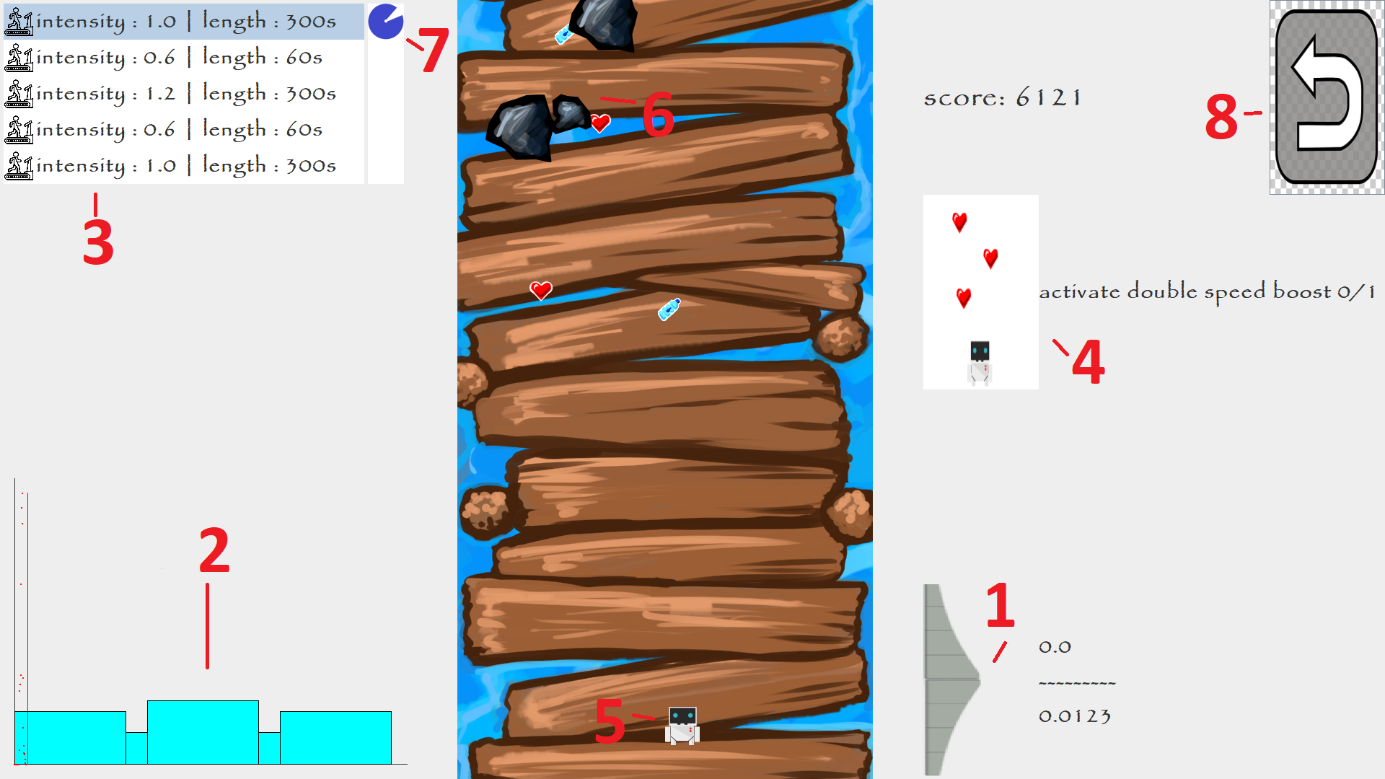 intensity : 1.0 | length : 300s
intensity : 0.6 | length : 60s
intensity : 1.2 | length : 300s
intensity : 0.6 | length : 60s
intensity : 1.0 | length : 300s
7
3
6
score: 6121
8
activate double speed boost 0/1
4
2
1
0.0
~~~~~~~~~
0.0123
5